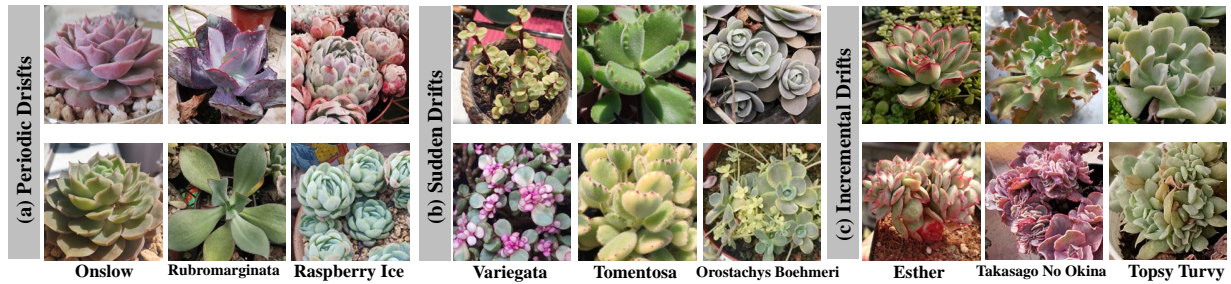 (a) Periodic Drisfts
Onslow
Rubromarginata
Raspberry Ice
(b) Sudden Drifts
Variegata
Tomentosa
Orostachys Boehmeri
(c) Incremental Drifts
Esther
Takasago No Okina
Topsy Turvy